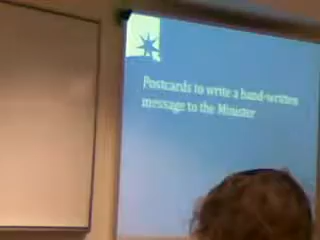 Postcards to write a hand-written
message to the Minister